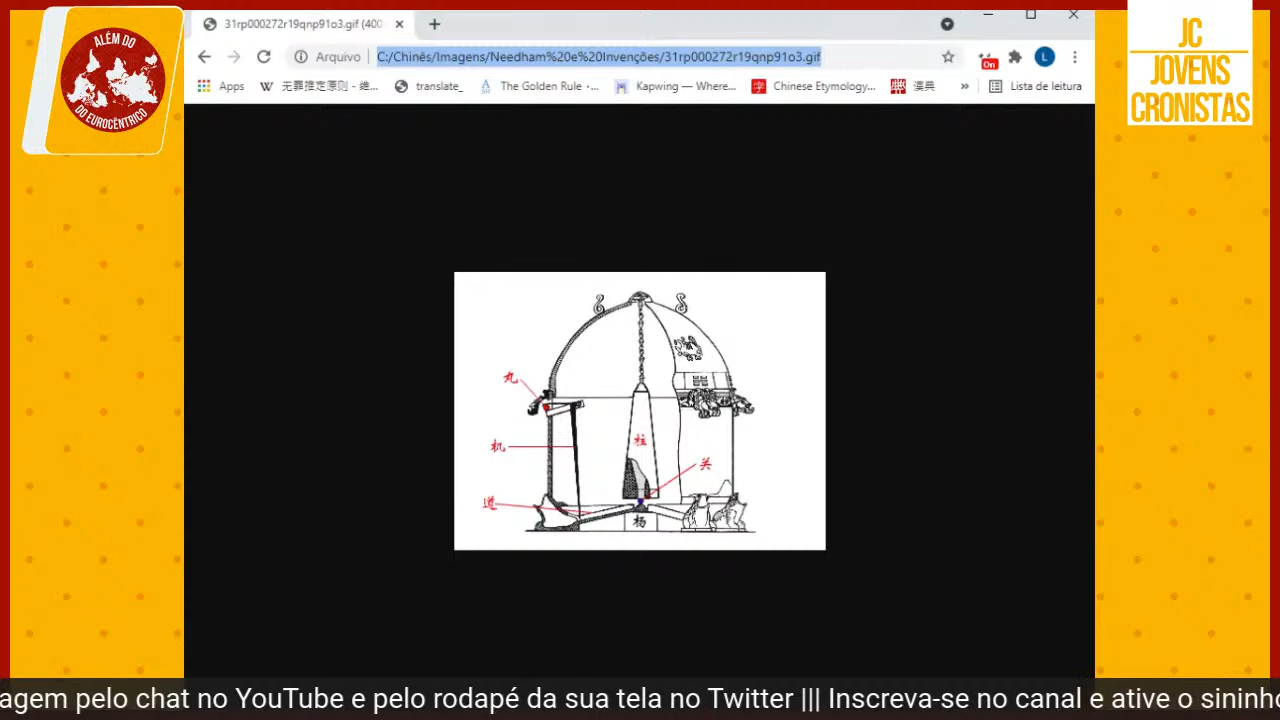 ALÉM DO
DO EUROCÊNTRICO
JC
JOVENS
CRONISTAS
31rp000272r19qnp91o3.gif (400
Arquivo
C:/Chinês/Imagens/Needham%20e%20Invenções/31rp000272r19qnp91o3.gif
On
L
Apps
无罪推定原则 - 维...
translate_
The Golden Rule · ...
Kapwing — Where...
Chinese Etymology...
漢典
»
Lista de leitura
丸
机
柱
关
道
杨
agem pelo chat no YouTube e pelo rodapé da sua tela no Twitter ||| Inscreva-se no canal e ative o sininho